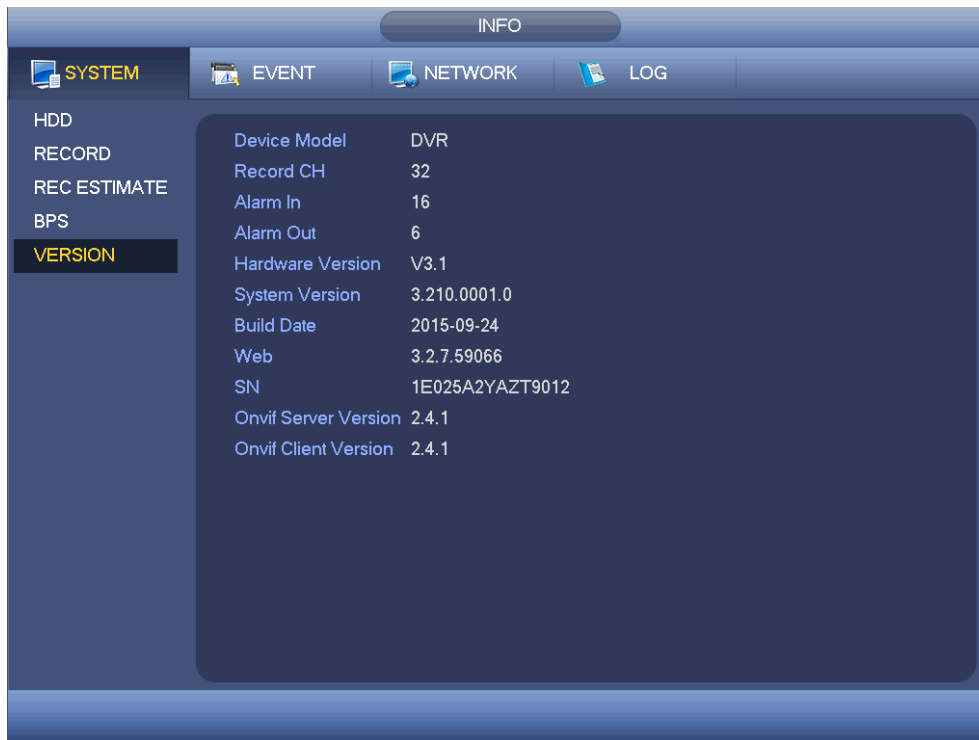 INFO
SYSTEM EVENT NETWORK LOG
HDD
RECORD
REC ESTIMATE
BPS
VERSION
Device Model DVR
Record CH 32
Alarm In 16
Alarm Out 6
Hardware Version V3.1
System Version 3.210.0001.0
Build Date 2015-09-24
Web 3.2.7.59066
SN 1E025A2YAZT9012
Onvif Server Version 2.4.1
Onvif Client Version 2.4.1